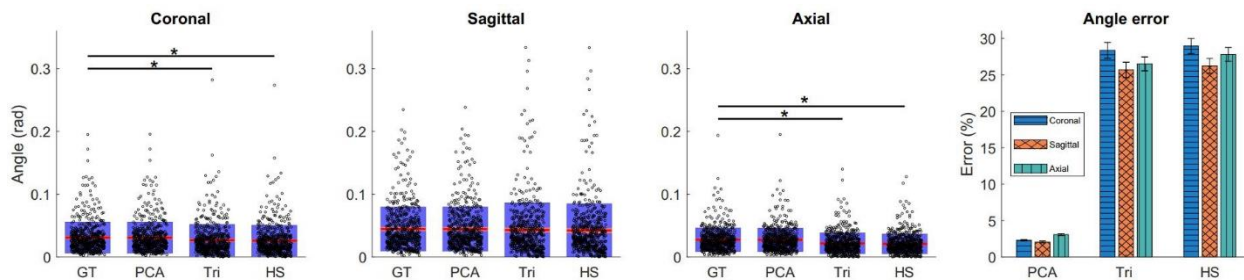 Coronal
Sagittal
Axial
Angle error
Angle (rad)
0.3
0.2
0.1
0
*
*
GT PCA Tri HS
0.3
0.2
0.1
0
GT PCA Tri HS
0.3
0.2
0.1
0
*
*
GT PCA Tri HS
Error (%)
30
25
20
15
10
5
0
Coronal
Sagittal
Axial
PCA Tri HS